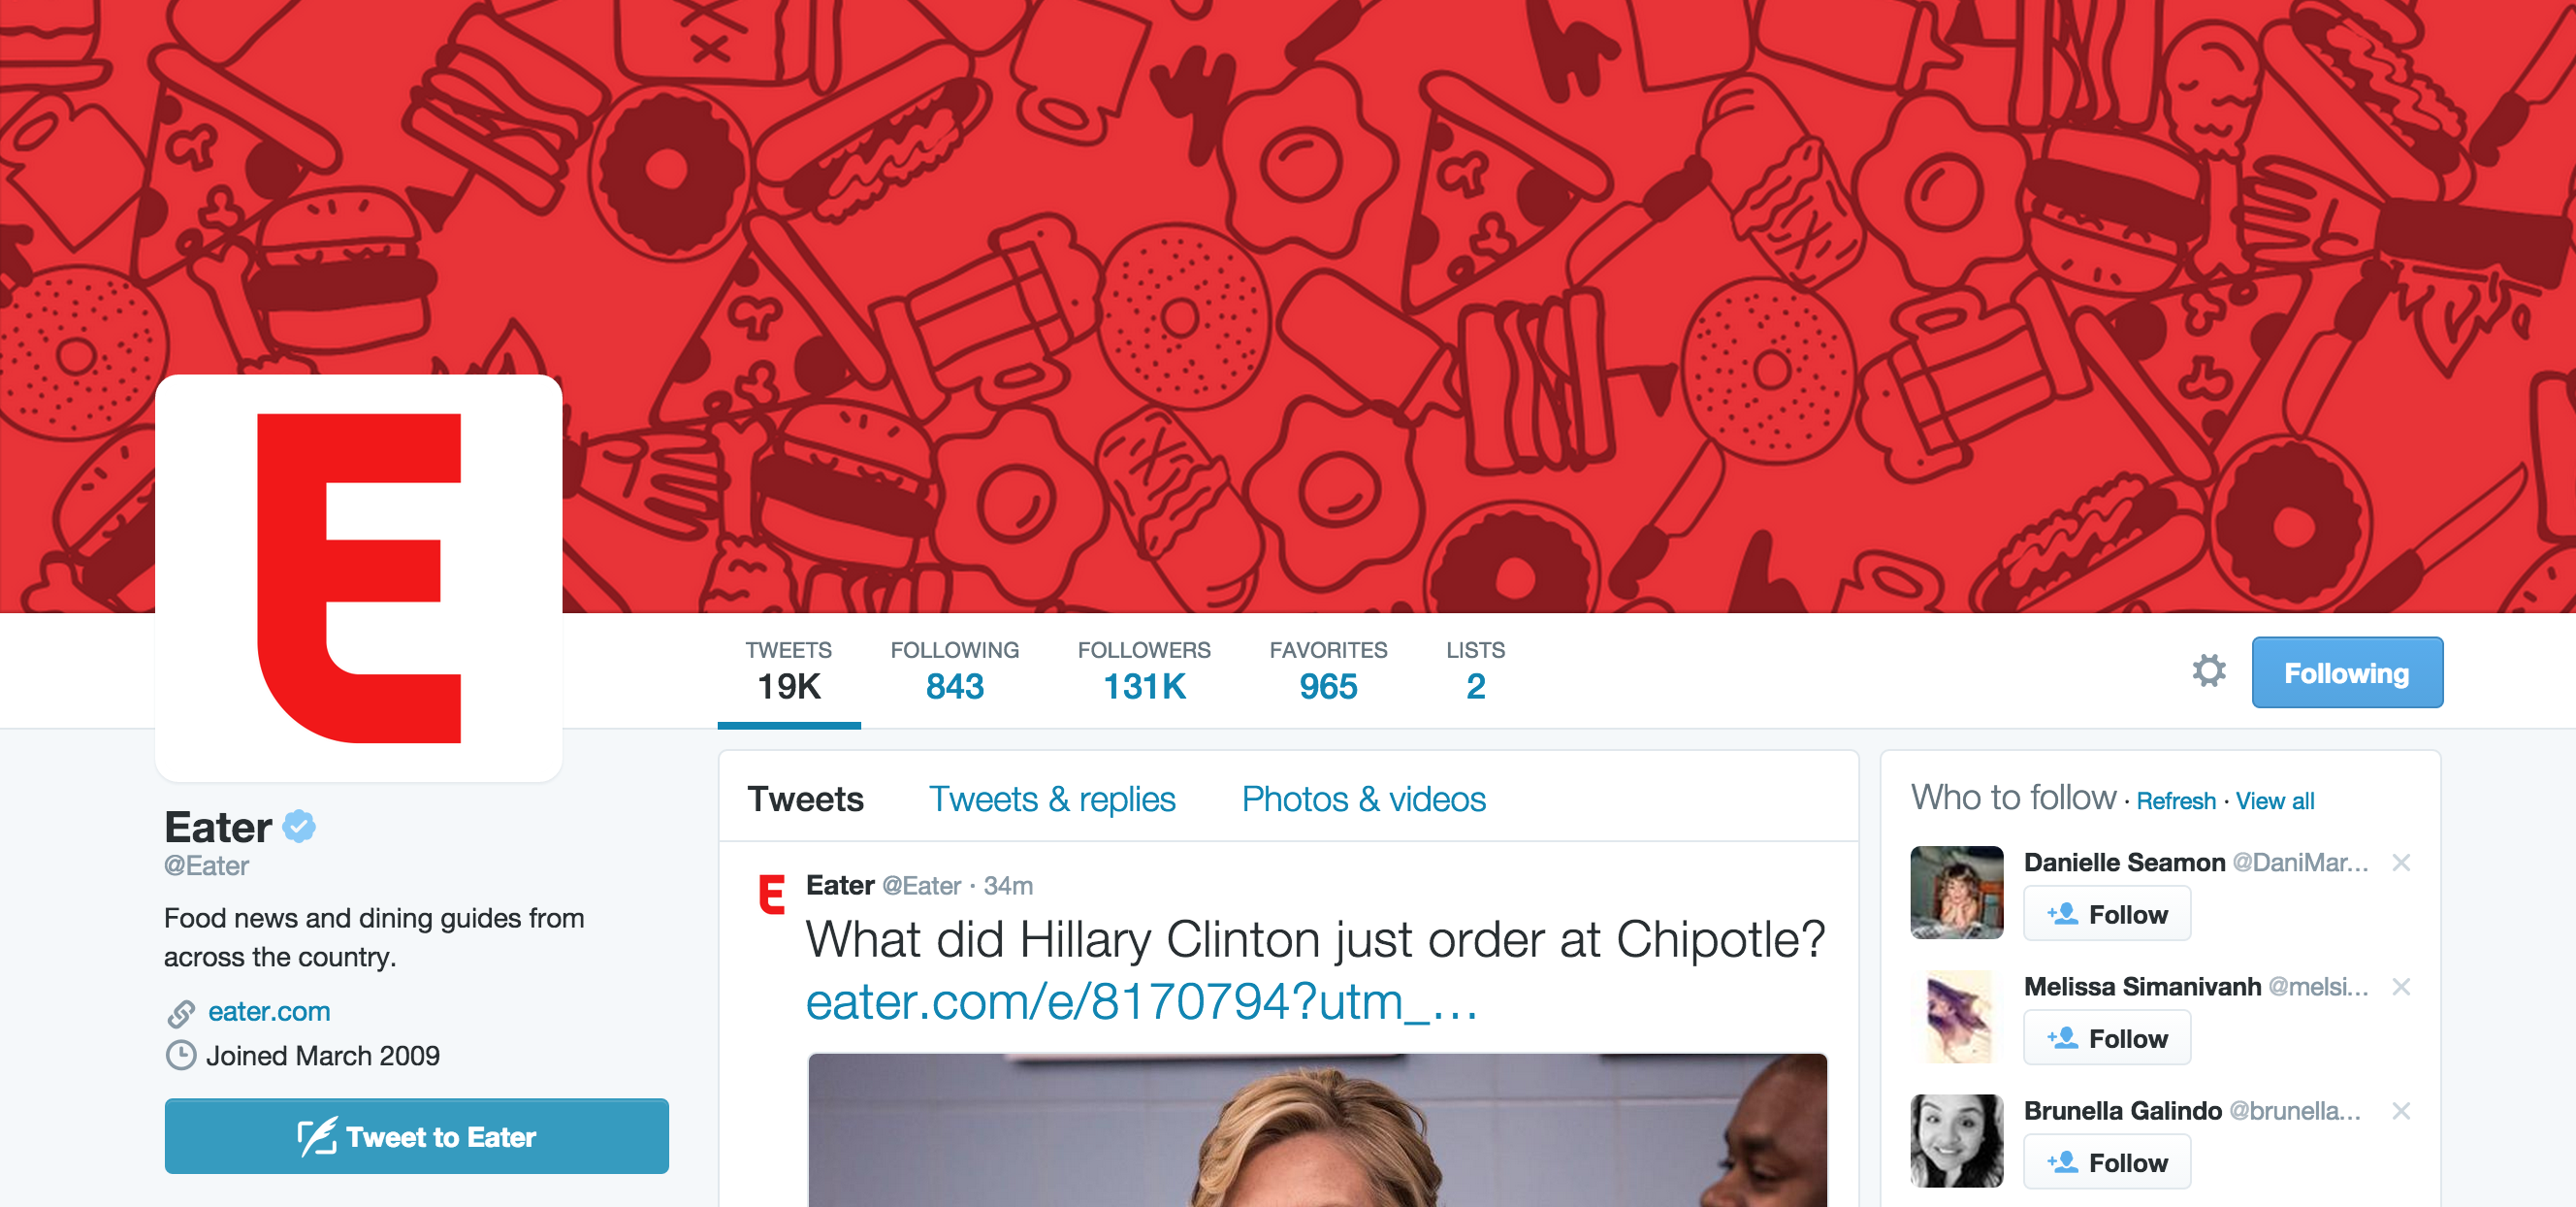 E
TWEETS FOLLOWING FOLLOWERS FAVORITES LISTS
19K 843 131K 965 2
Following
Eater
@Eater
Food news and dining guides from
across the country.
eater.com
Joined March 2009
Tweet to Eater
Tweets Tweets & replies Photos & videos
E
Eater @Eater · 34m
What did Hillary Clinton just order at Chipotle?
eater.com/e/8170794?utm_...
Who to follow · Refresh · View all
Danielle Seamon @DaniMar...
Follow
Melissa Simanivanh @melsi...
Follow
Brunella Galindo @brunella...
Follow